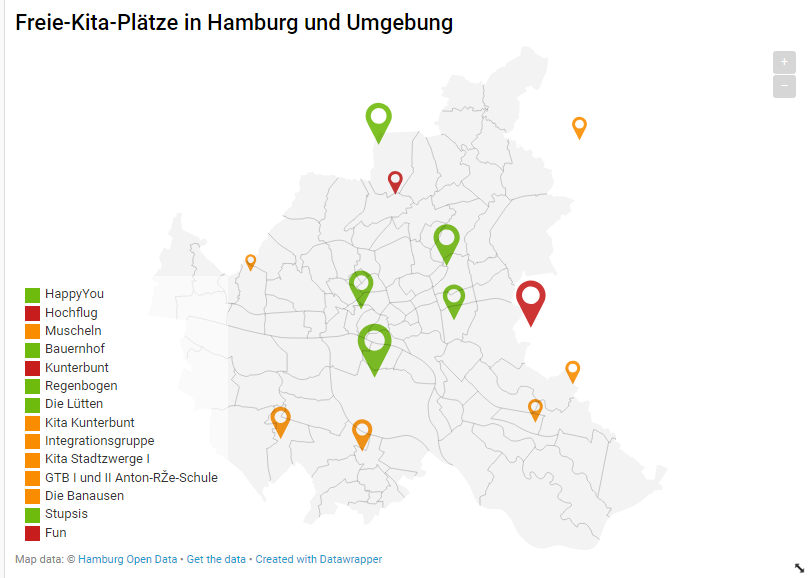 Freie-Kita-Plätze in Hamburg und Umgebung
+
−
HappyYou
Hochflug
Muscheln
Bauernhof
Kunterbunt
Regenbogen
Die Lütten
Kita Kunterbunt
Integrationsgruppe
Kita Stadtzwerge I
GTB I und II Anton-RŽe-Schule
Die Banausen
Stupsis
Fun
Map data: © Hamburg Open Data • Get the data • Created with Datawrapper